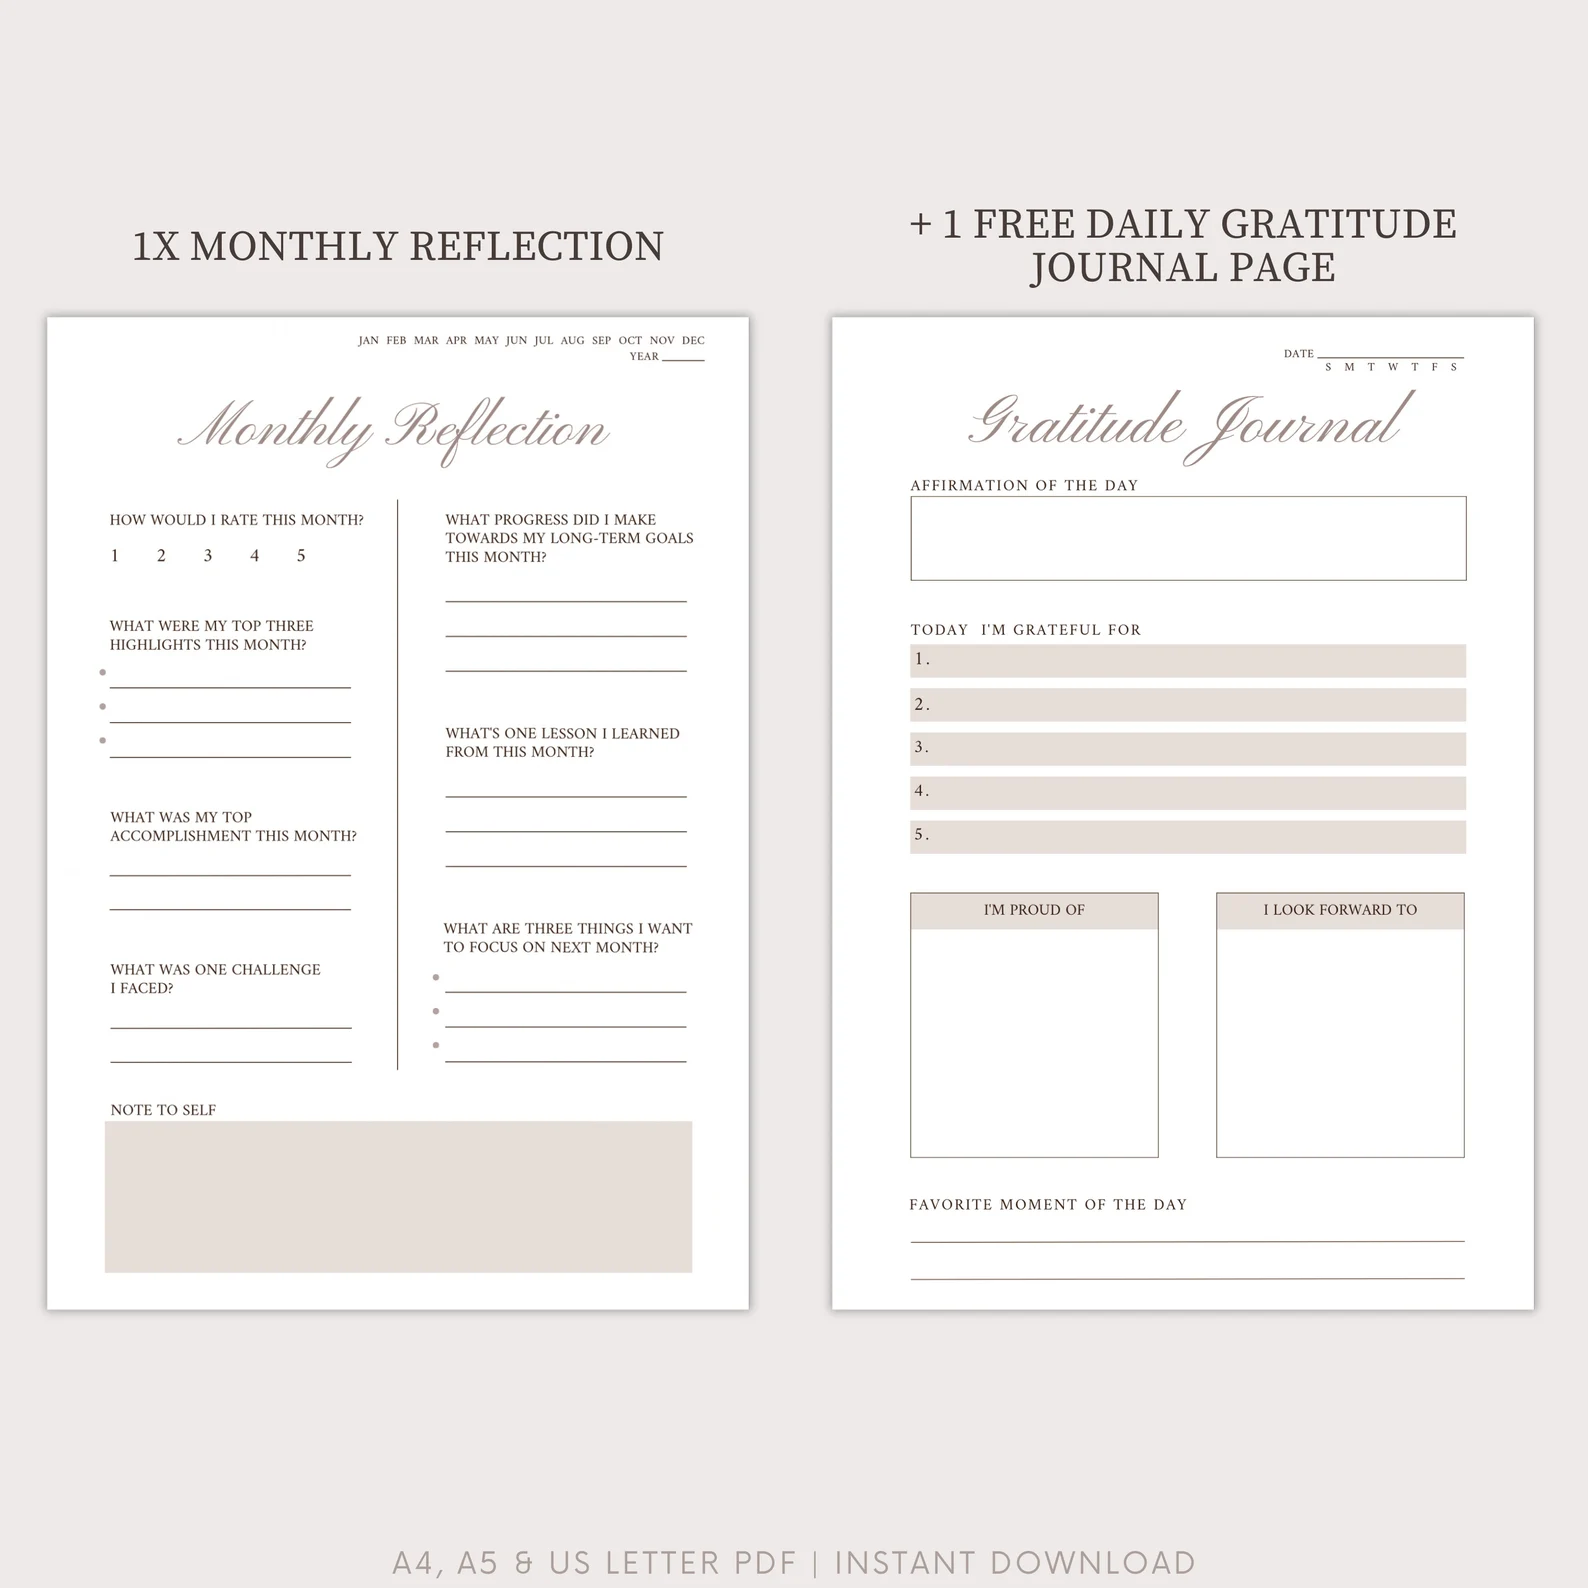 1X MONTHLY REFLECTION
JAN FEB MAR APR MAY JUN JUL AUG SEP OCT NOV DEC
YEAR
Monthly Reflection
HOW WOULD I RATE THIS MONTH?
1 2 3 4 5
WHAT WERE MY TOP THREE
HIGHLIGHTS THIS MONTH?
WHAT WAS MY TOP
ACCOMPLISHMENT THIS MONTH?
WHAT WAS ONE CHALLENGE
I FACED?
WHAT PROGRESS DID I MAKE
TOWARDS MY LONG-TERM GOALS
THIS MONTH?
WHAT'S ONE LESSON I LEARNED
FROM THIS MONTH?
WHAT ARE THREE THINGS I WANT
TO FOCUS ON NEXT MONTH?
NOTE TO SELF
+ 1 FREE DAILY GRATITUDE
JOURNAL PAGE
DATE
S M T W T F S
Gratitude Journal
AFFIRMATION OF THE DAY
TODAY I'M GRATEFUL FOR
1.
2.
3.
4.
5.
I'M PROUD OF
I LOOK FORWARD TO
FAVORITE MOMENT OF THE DAY
A4, A5 & US LETTER PDF | INSTANT DOWNLOAD